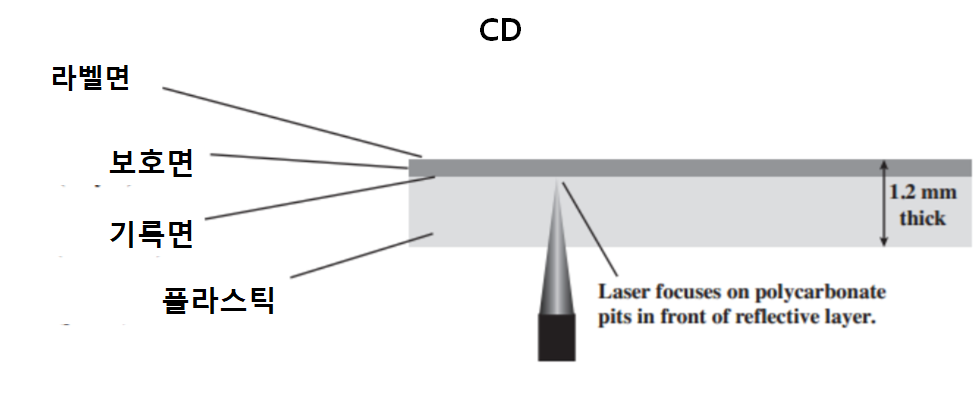 CD
라벨면
보호면
기록면
플라스틱
1.2 mm
thick
Laser focuses on polycarbonate
pits in front of reflective layer.